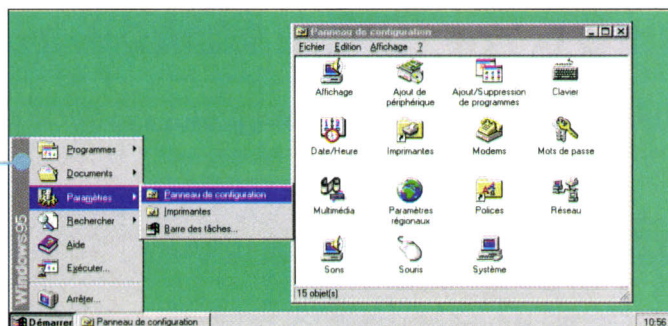 Panneau de configuration
Fichier Edition Affichage ?
Affichage
Ajout de
périphérique
Ajout/Suppression
de programmes
Clavier
Date/Heure
Imprimantes
Modems
Mots de passe
Multimédia
Paramètres
régionaux
Polices
Réseau
Sons
Souris
Système
15 objet(s)
Windows95
Programmes
Documents
Paramètres
Rechercher
Aide
Exécuter...
Arrêter...
Panneau de configuration
Imprimantes
Barre des tâches...
Démarrer
Panneau de configuration
10:56